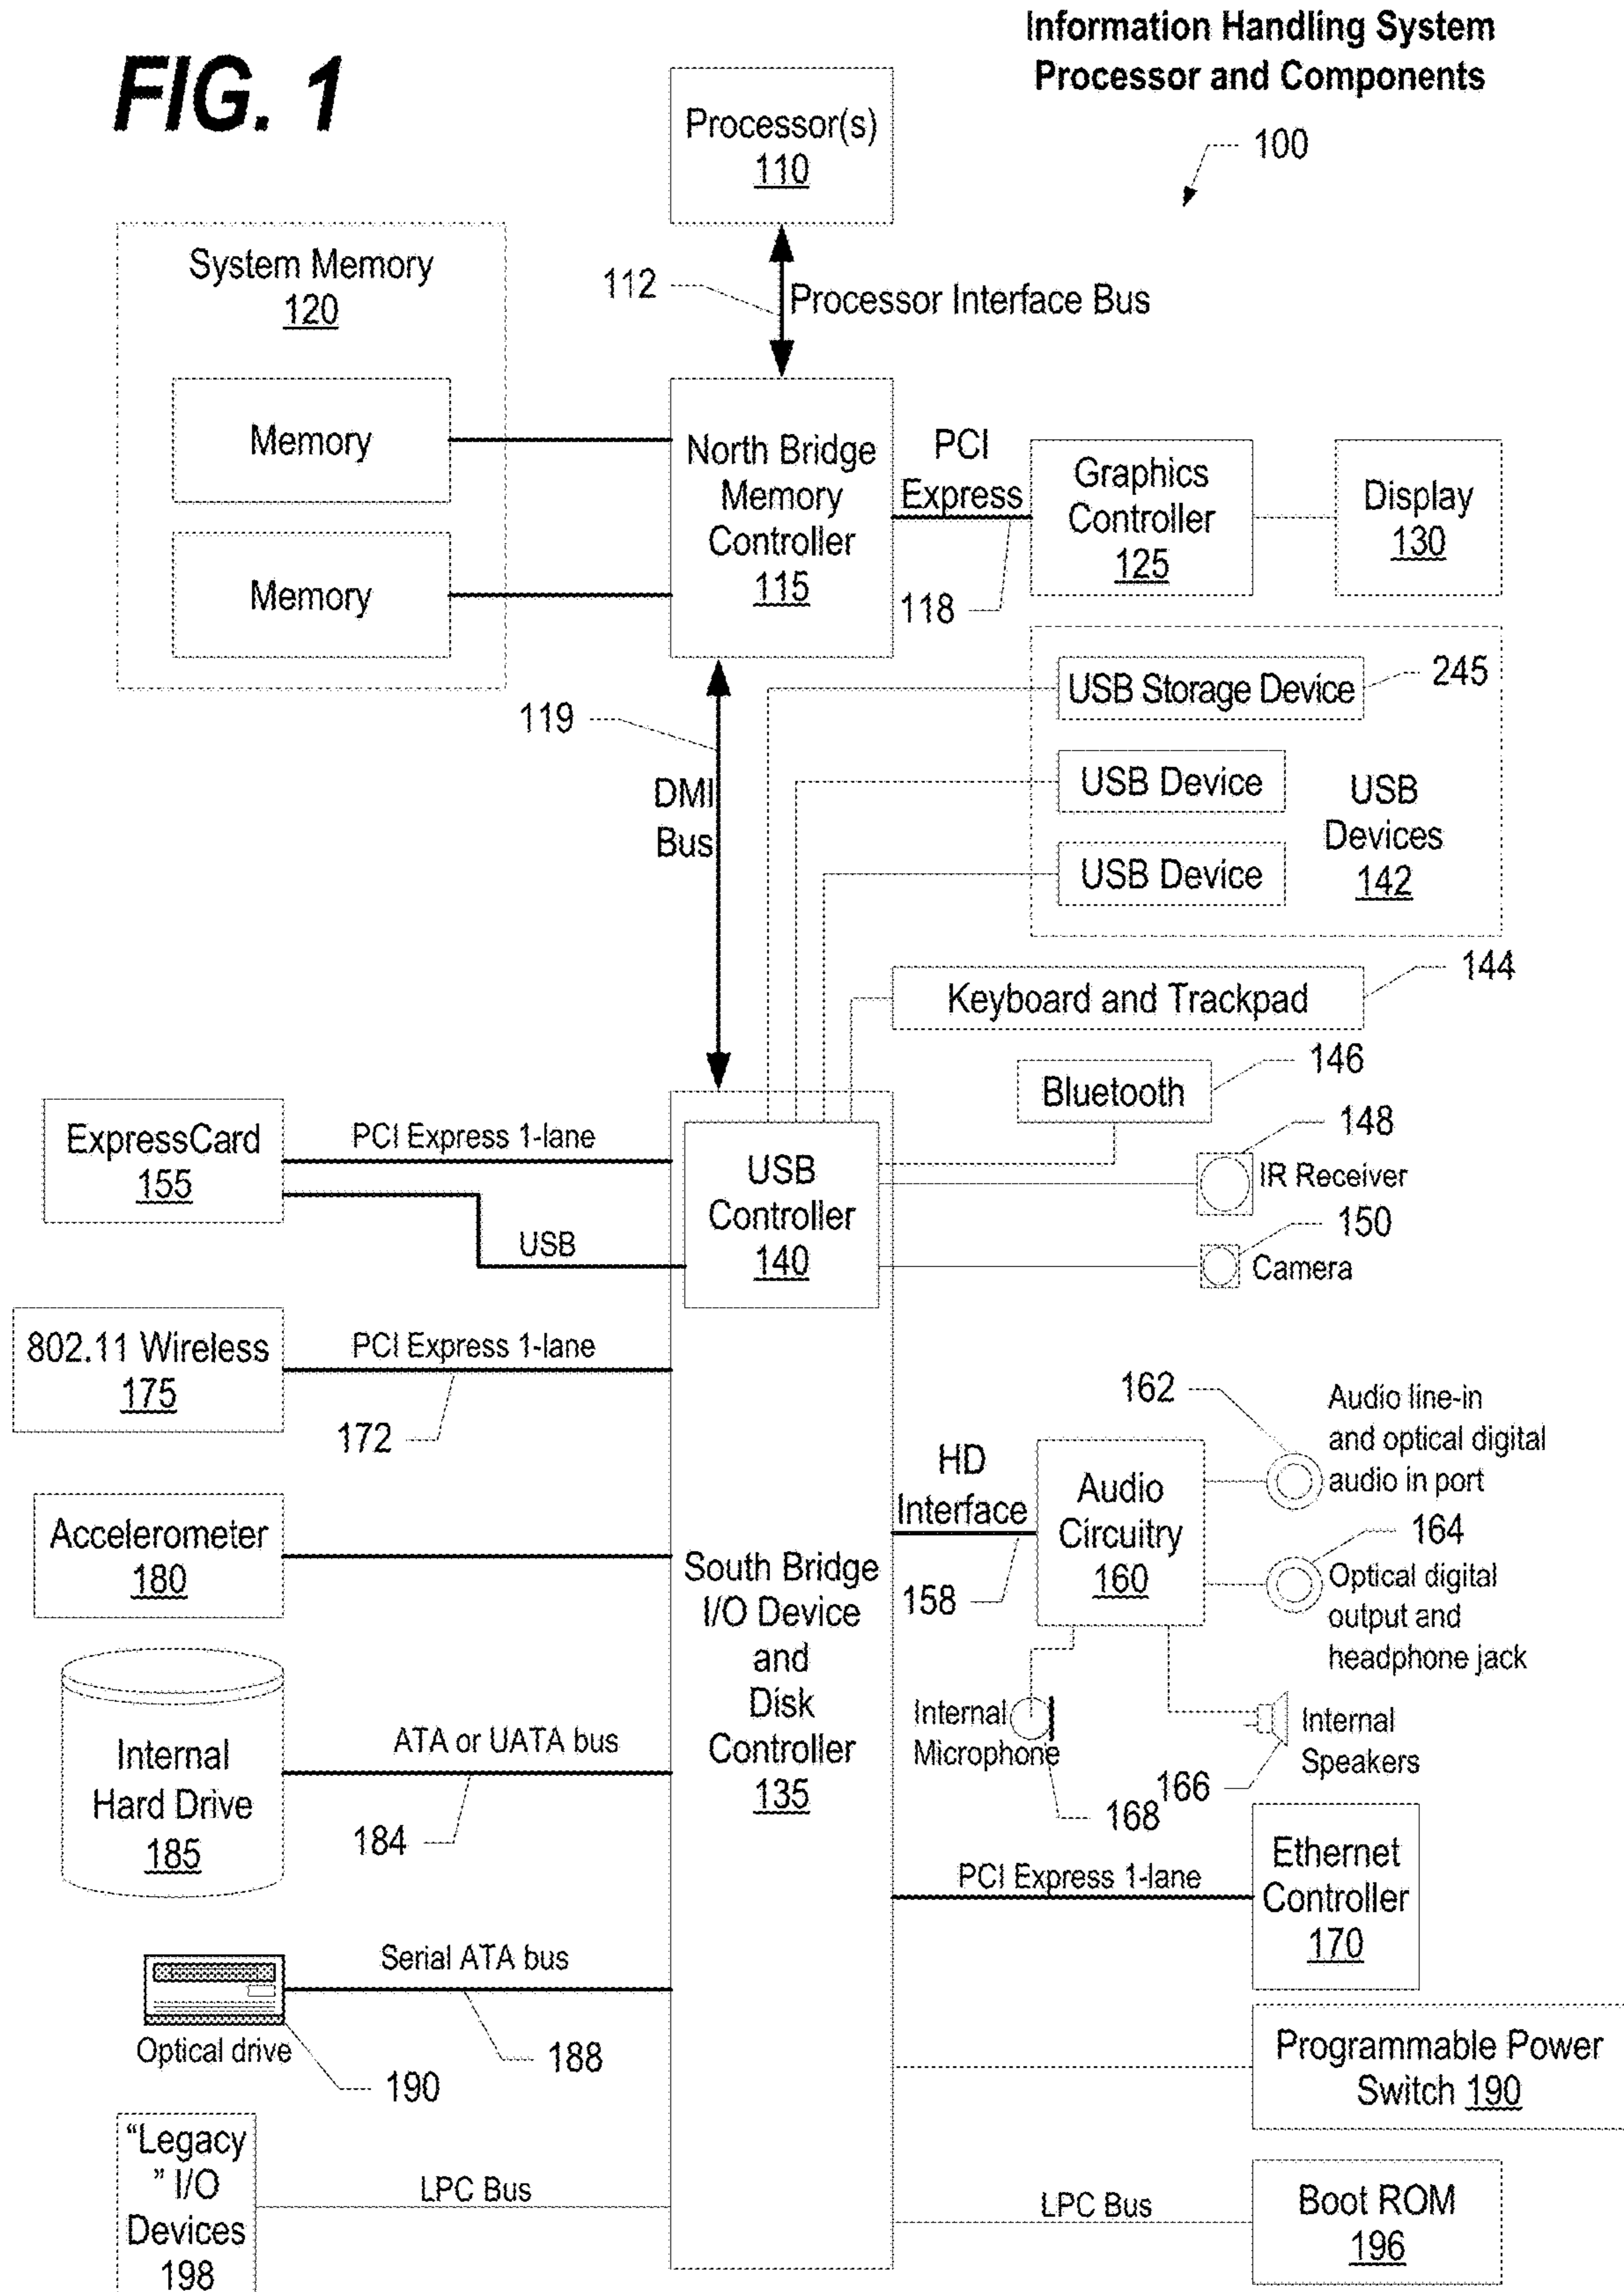 FIG. 1
Information Handling System
Processor and Components
100
Processor(s)
110
112
Processor Interface Bus
System Memory
120
Memory
Memory
North Bridge
Memory
Controller
115
PCI
Express
118
Graphics
Controller
125
Display
130
119
DMI
Bus
USB Storage Device
245
USB Device
USB Device
USB
Devices
142
Keyboard and Trackpad
144
Bluetooth
146
148
IR Receiver
150
Camera
ExpressCard
155
PCI Express 1-lane
USB
USB
Controller
140
802.11 Wireless
175
PCI Express 1-lane
172
Accelerometer
180
South Bridge
I/O Device
and
Disk
Controller
135
HD
Interface
158
Audio
Circuitry
160
162
Audio line-in
and optical digital
audio in port
164
Optical digital
output and
headphone jack
Internal
Microphone
168
166
Internal
Speakers
Internal
Hard Drive
185
ATA or UATA bus
184
PCI Express 1-lane
Ethernet
Controller
170
Optical drive
190
Serial ATA bus
188
Programmable Power
Switch 190
“Legacy
” I/O
Devices
198
LPC Bus
LPC Bus
Boot ROM
196